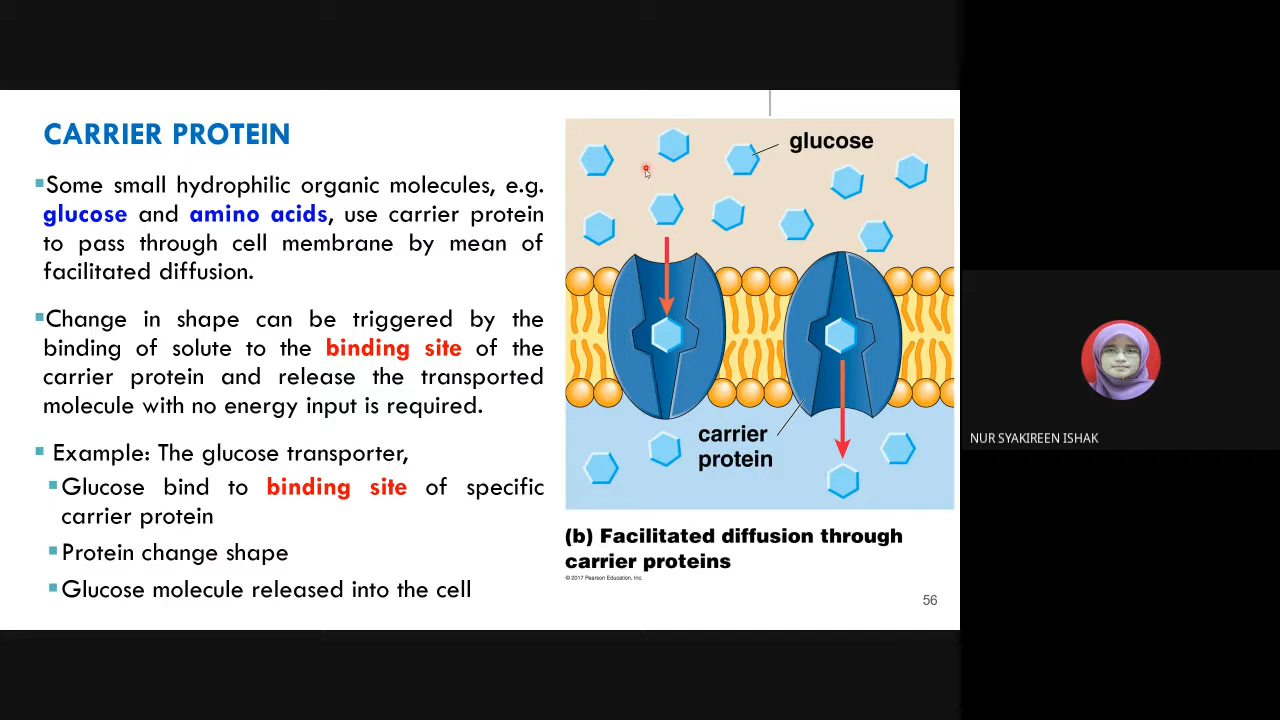 CARRIER PROTEIN
▪Some small hydrophilic organic molecules, e.g.
glucose and amino acids, use carrier protein
to pass through cell membrane by mean of
facilitated diffusion.
▪Change in shape can be triggered by the
binding of solute to the binding site of the
carrier protein and release the transported
molecule with no energy input is required.
▪ Example: The glucose transporter,
▪Glucose bind to binding site of specific
carrier protein
▪Protein change shape
▪Glucose molecule released into the cell
glucose
carrier
protein
(b) Facilitated diffusion through
carrier proteins
© 2017 Pearson Education, Inc.
56
NUR SYAKIREEN ISHAK